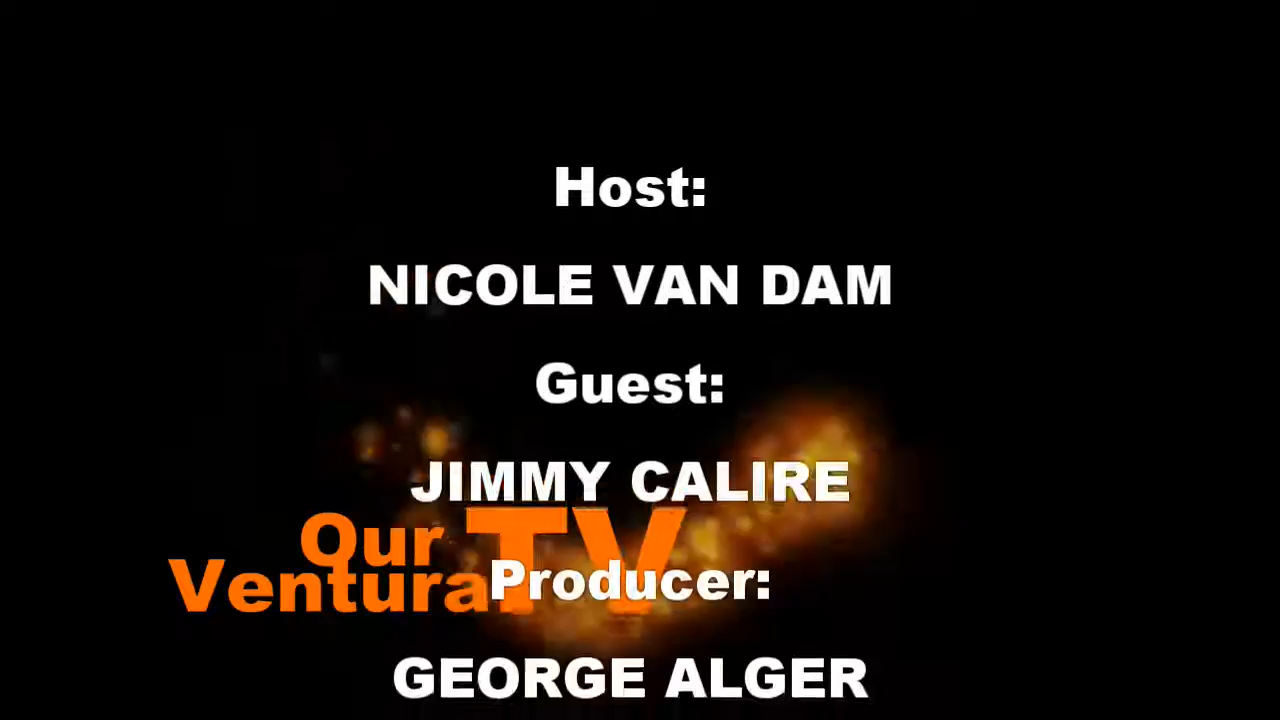 Host:
NICOLE VAN DAM
Guest:
JIMMY CALIRE
Our
Ventura TV
Producer:
GEORGE ALGER